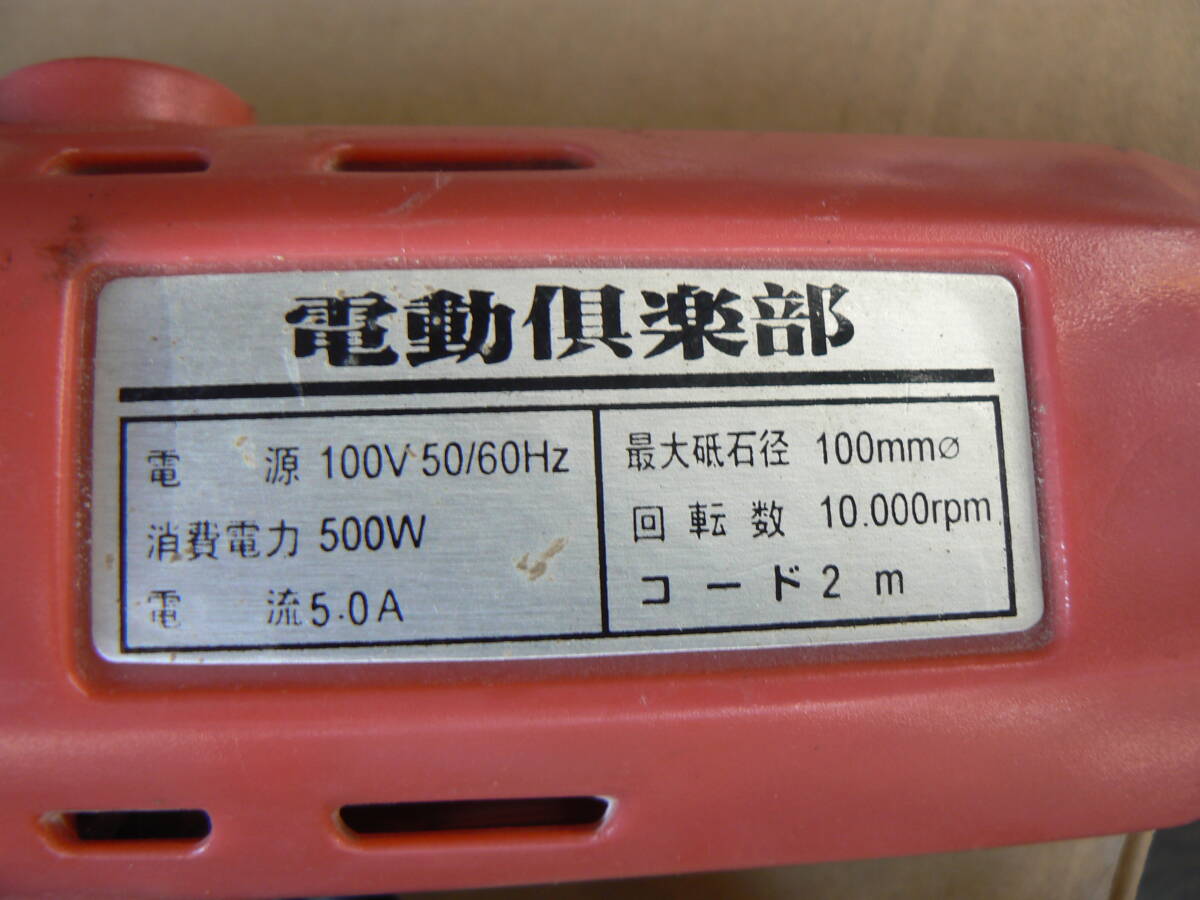 電動倶楽部
電源 100V 50/60Hz
消費電力 500W
電流 5.0A
最大砥石径 100mmø
回転数 10.000rpm
コード 2m